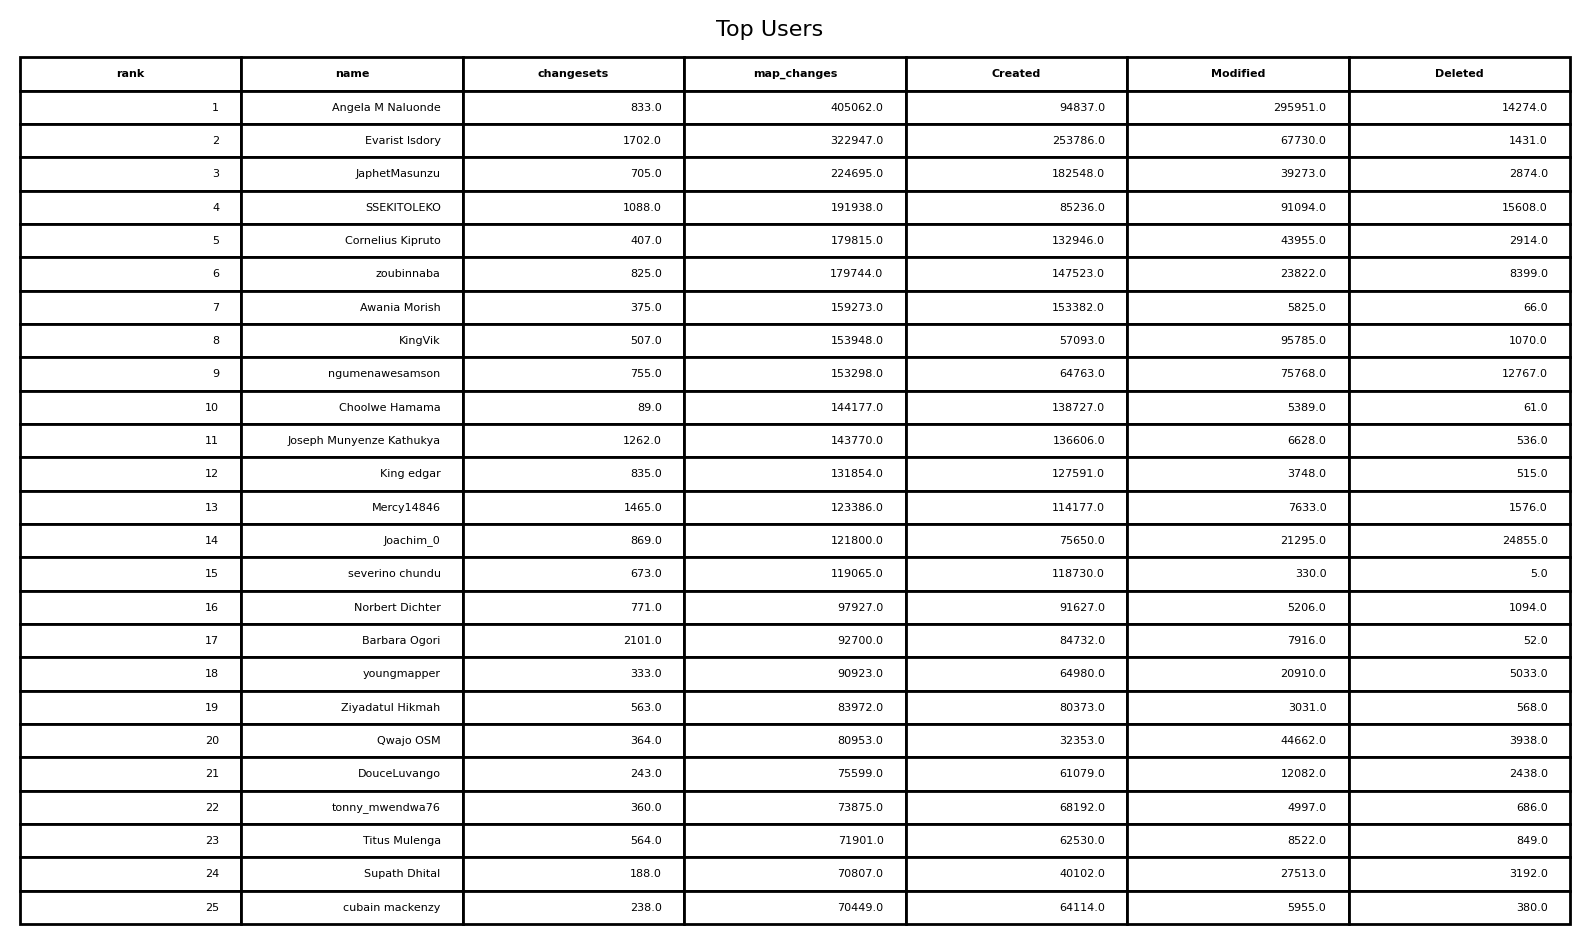 Top Users
rank name changesets map_changes Created Modified Deleted
1 Angela M Naluonde 833.0 405062.0 94837.0 295951.0 14274.0
2 Evarist Isdory 1702.0 322947.0 253786.0 67730.0 1431.0
3 JaphetMasunzu 705.0 224695.0 182548.0 39273.0 2874.0
4 SSEKITOLEKO 1088.0 191938.0 85236.0 91094.0 15608.0
5 Cornelius Kipruto 407.0 179815.0 132946.0 43955.0 2914.0
6 zoubinnaba 825.0 179744.0 147523.0 23822.0 8399.0
7 Awania Morish 375.0 159273.0 153382.0 5825.0 66.0
8 KingVik 507.0 153948.0 57093.0 95785.0 1070.0
9 ngumenawesamson 755.0 153298.0 64763.0 75768.0 12767.0
10 Choolwe Hamama 89.0 144177.0 138727.0 5389.0 61.0
11 Joseph Munyenze Kathukya 1262.0 143770.0 136606.0 6628.0 536.0
12 King edgar 835.0 131854.0 127591.0 3748.0 515.0
13 Mercy14846 1465.0 123386.0 114177.0 7633.0 1576.0
14 Joachim_0 869.0 121800.0 75650.0 21295.0 24855.0
15 severino chundu 673.0 119065.0 118730.0 330.0 5.0
16 Norbert Dichter 771.0 97927.0 91627.0 5206.0 1094.0
17 Barbara Ogori 2101.0 92700.0 84732.0 7916.0 52.0
18 youngmapper 333.0 90923.0 64980.0 20910.0 5033.0
19 Ziyadatul Hikmah 563.0 83972.0 80373.0 3031.0 568.0
20 Qwajo OSM 364.0 80953.0 32353.0 44662.0 3938.0
21 DouceLuvango 243.0 75599.0 61079.0 12082.0 2438.0
22 tonny_mwendwa76 360.0 73875.0 68192.0 4997.0 686.0
23 Titus Mulenga 564.0 71901.0 62530.0 8522.0 849.0
24 Supath Dhital 188.0 70807.0 40102.0 27513.0 3192.0
25 cubain mackenzy 238.0 70449.0 64114.0 5955.0 380.0